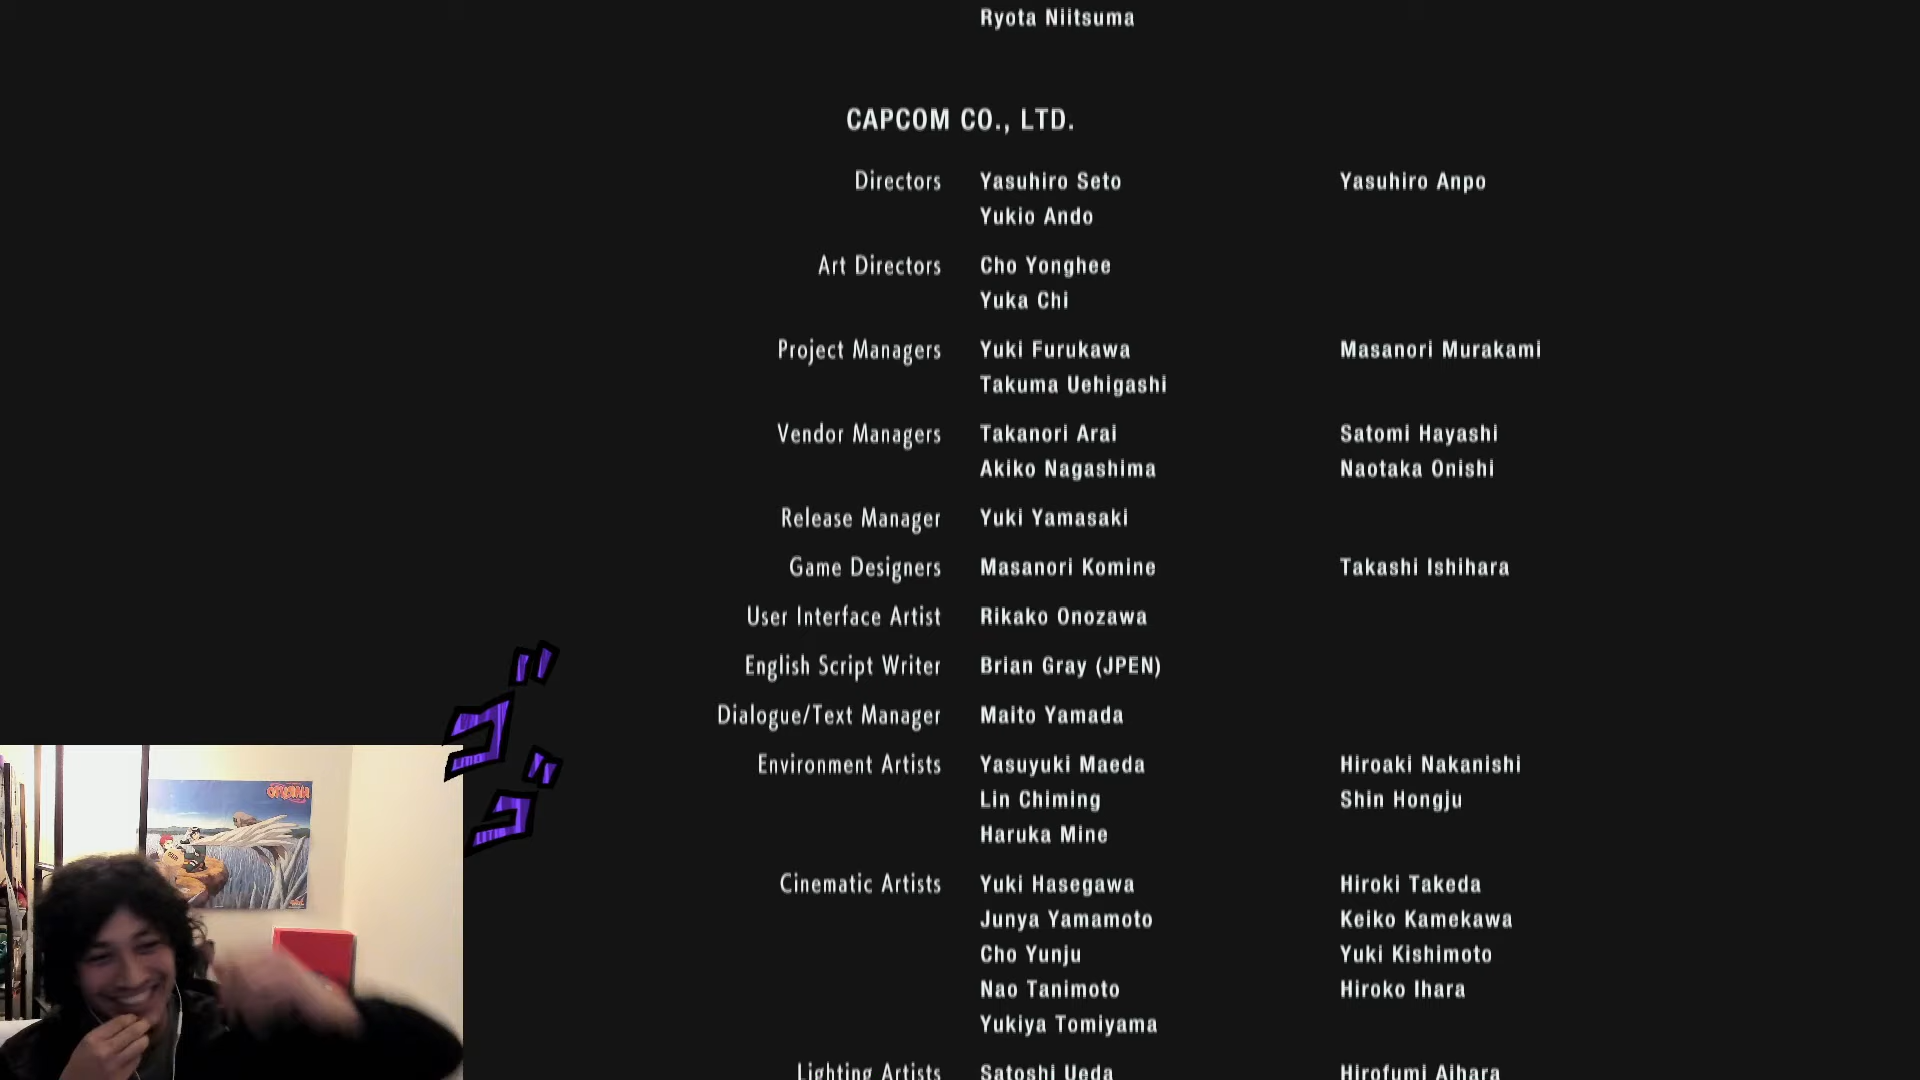 Ryota Niitsuma
CAPCOM CO., LTD.
Directors Yasuhiro Seto Yasuhiro Anpo
Yukio Ando
Art Directors Cho Yonghee
Yuka Chi
Project Managers Yuki Furukawa Masanori Murakami
Takuma Uehigashi
Vendor Managers Takanori Arai Satomi Hayashi
Akiko Nagashima Naotaka Onishi
Release Manager Yuki Yamasaki
Game Designers Masanori Komine Takashi Ishihara
User Interface Artist Rikako Onozawa
English Script Writer Brian Gray (JPEN)
Dialogue/Text Manager Maito Yamada
Environment Artists Yasuyuki Maeda Hiroaki Nakanishi
Lin Chiming Shin Hongju
Haruka Mine
Cinematic Artists Yuki Hasegawa Hiroki Takeda
Junya Yamamoto Keiko Kamekawa
Cho Yunju Yuki Kishimoto
Nao Tanimoto Hiroko Ihara
Yukiya Tomiyama
Lighting Artists Satoshi Ueda Hirofumi Aihara
ゴ
ゴ